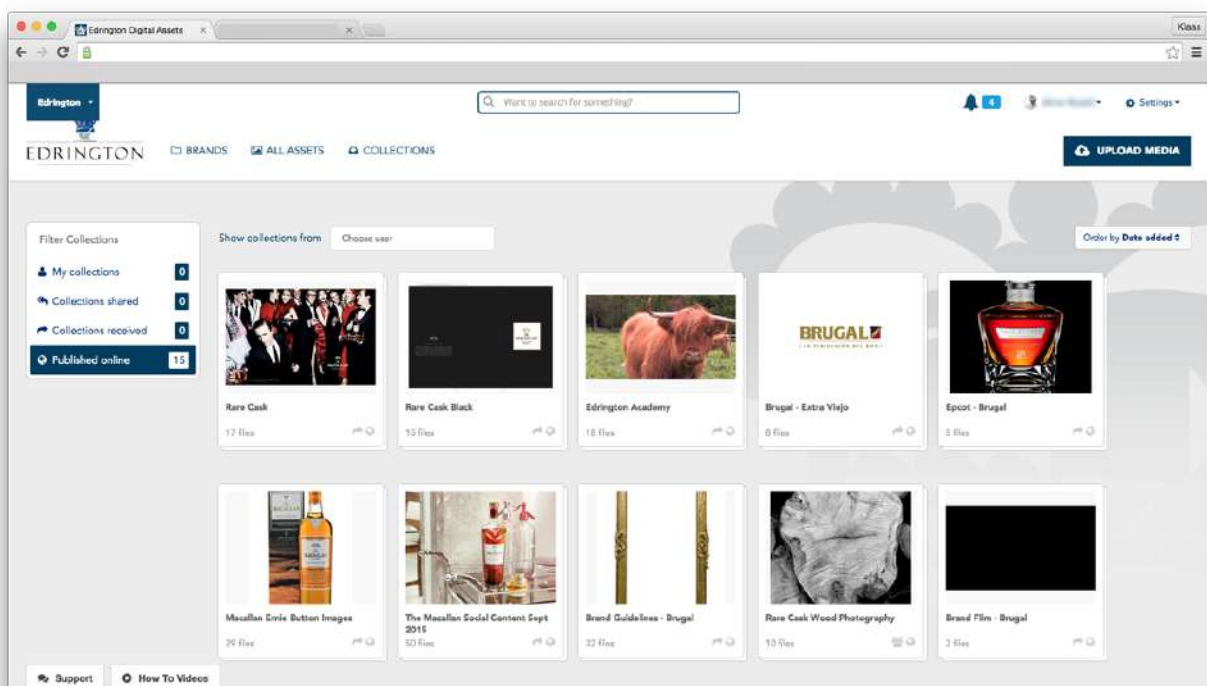 Edrington Digital Assets
Klaas
Edrington
Want to search for something?
4
Settings
EDRINGTON
BRANDS
ALL ASSETS
COLLECTIONS
UPLOAD MEDIA
Filter Collections
My collections 0
Collections shared 0
Collections received 0
Published online 15
Show collections from
Choose user
Order by Date added
BRUGAL
Rare Cask
17 files
Rare Cask Black
15 files
Edrington Academy
18 files
Brugal - Extra Viejo
8 files
Epcot - Brugal
5 files
Macallan Ernie Button Images
29 files
The Macallan Social Content Sept
2015
50 files
Brand Guidelines - Brugal
32 files
Rare Cask Wood Photography
10 files
Brand Film - Brugal
2 files
Support
How To Videos